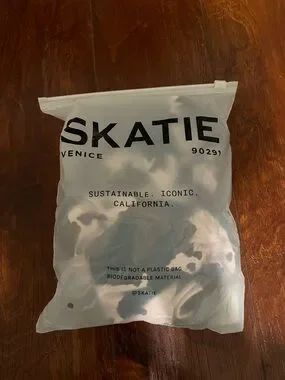 SKATIE
VENICE 90291
SUSTAINABLE. ICONIC.
CALIFORNIA.
THIS IS NOT A PLASTIC BAG
BIODEGRADABLE MATERIAL
@SKATIE